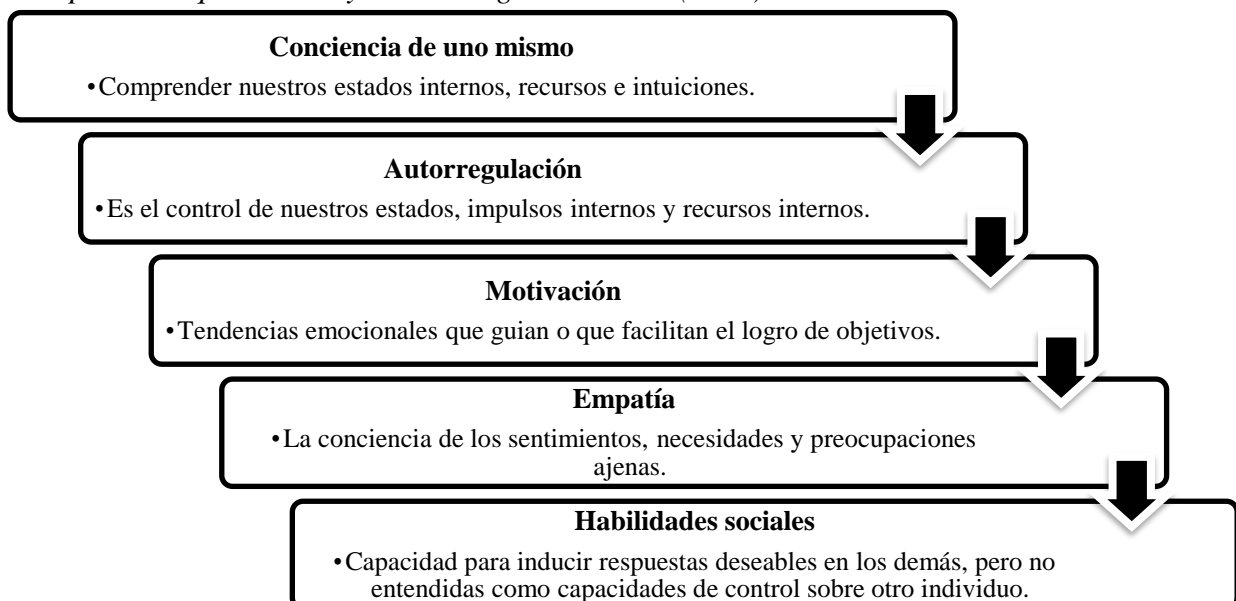 Conciencia de uno mismo
•Comprender nuestros estados internos, recursos e intuiciones.
Autorregulación
•Es el control de nuestros estados, impulsos internos y recursos internos.
Motivación
•Tendencias emocionales que guian o que facilitan el logro de objetivos.
Empatía
•La conciencia de los sentimientos, necesidades y preocupaciones
ajenas.
Habilidades sociales
•Capacidad para inducir respuestas deseables en los demás, pero no
entendidas como capacidades de control sobre otro individuo.